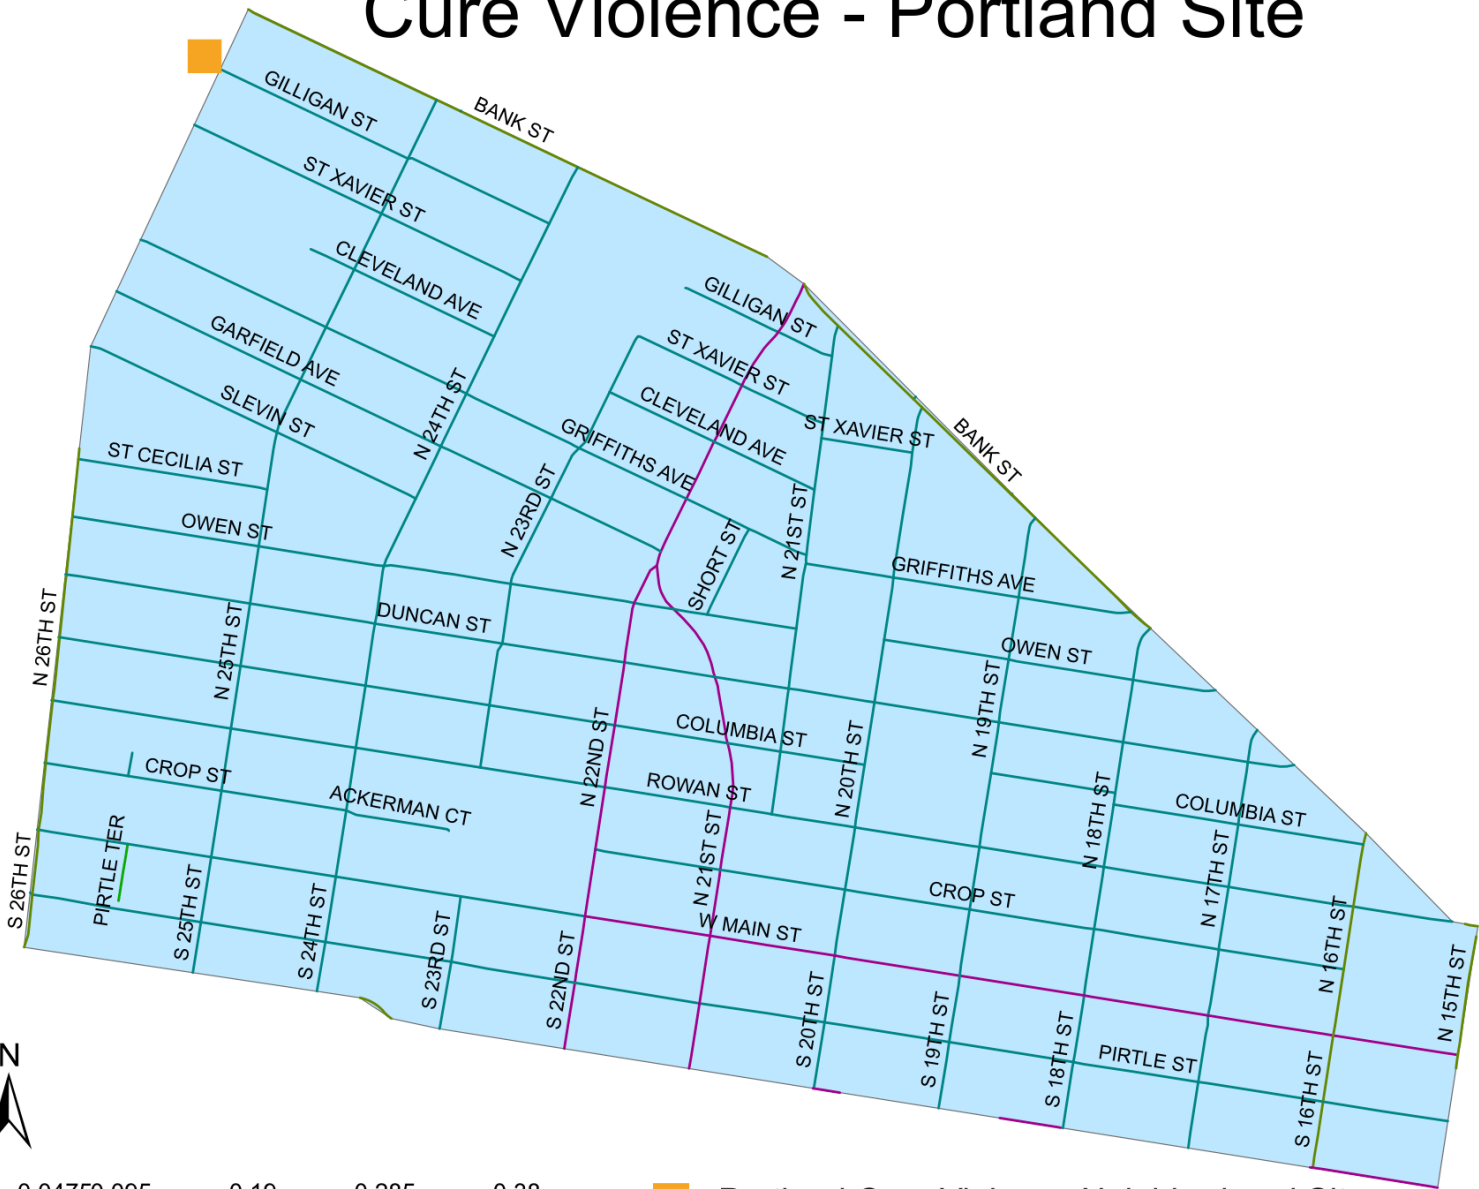 Cure Violence - Portland Site
GILLIGAN ST
BANK ST
ST XAVIER ST
CLEVELAND AVE
GILLIGAN ST
GARFIELD AVE
ST XAVIER ST
SLEVIN ST
N 24TH ST
CLEVELAND AVE
ST XAVIER ST
BANK ST
GRIFFITHS AVE
ST CECILIA ST
N 23RD ST
N 21ST ST
OWEN ST
SHORT ST
GRIFFITHS AVE
N 26TH ST
DUNCAN ST
N 25TH ST
OWEN ST
N 19TH ST
COLUMBIA ST
N 22ND ST
N 20TH ST
CROP ST
ACKERMAN CT
ROWAN ST
N 18TH ST
COLUMBIA ST
PIRTLE TER
N 21ST ST
N 17TH ST
S 26TH ST
CROP ST
S 25TH ST
S 24TH ST
W MAIN ST
N 16TH ST
S 23RD ST
S 22ND ST
N 15TH ST
S 20TH ST
S 19TH ST
S 18TH ST
PIRTLE ST
S 16TH ST
N